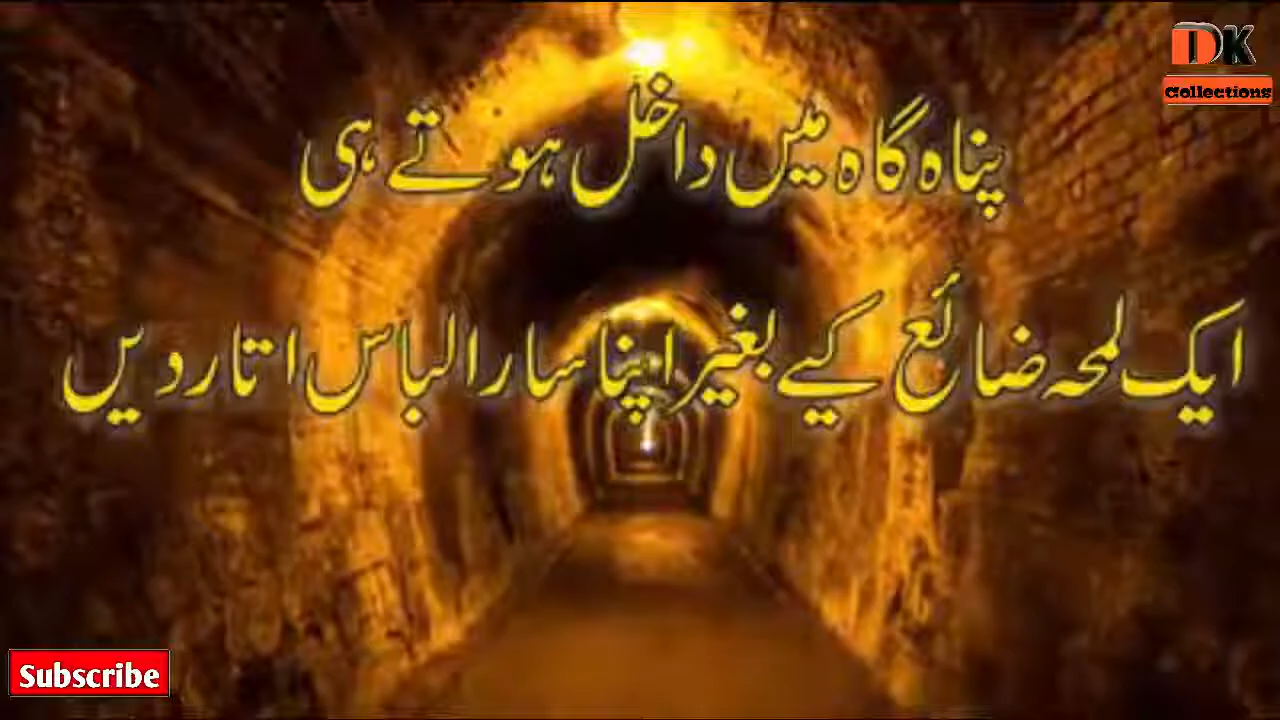 DK
Collections
پناہ گاہ میں داخل ہوتے ہی
ایک لمحہ ضائع کیے بغیر اپنا سارا لباس اتار دیں
Subscribe